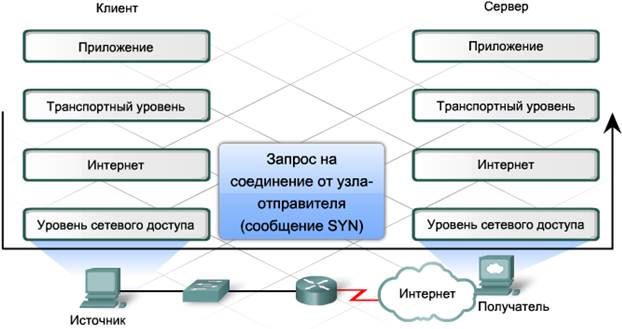 Клиент
Сервер
Приложение
Приложение
Транспортный уровень
Транспортный уровень
Интернет
Интернет
Запрос на
соединение от узла-
отправителя
(сообщение SYN)
Уровень сетевого доступа
Уровень сетевого доступа
Интернет
Источник
Получатель